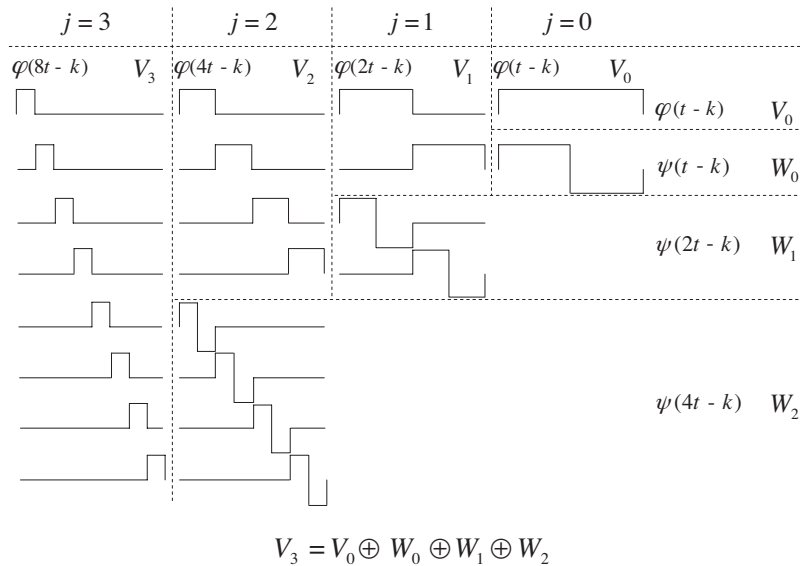 j = 3 j = 2 j = 1 j = 0
φ(8t - k) V₃ φ(4t - k) V₂ φ(2t - k) V₁ φ(t - k) V₀
φ(t - k) V₀
ψ(t - k) W₀
ψ(2t - k) W₁
ψ(4t - k) W₂
V₃ = V₀ ⊕ W₀ ⊕ W₁ ⊕ W₂